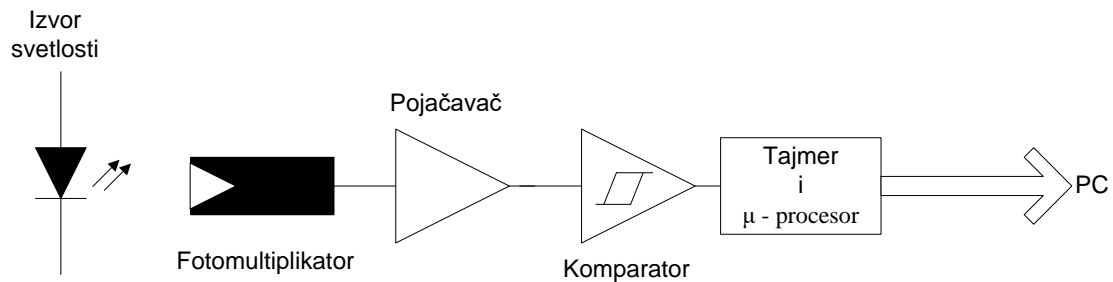 Izvor
svetlosti
Pojačavač
Tajmer
i
μ - procesor
PC
Fotomultiplikator
Komparator